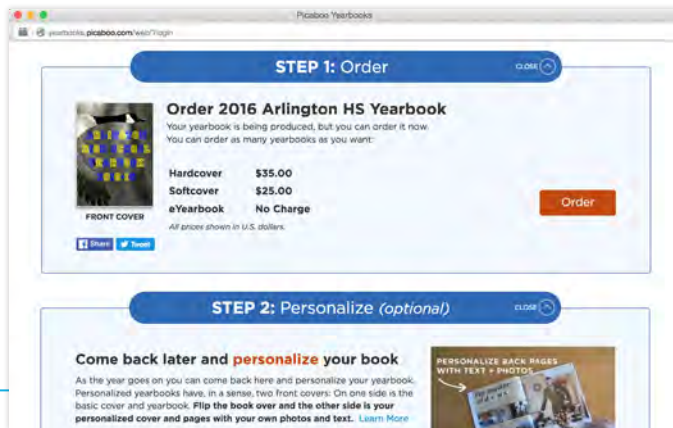 Picaboo Yearbooks
yearbooks.picaboo.com/web/?login
STEP 1: Order
CLOSE
Order 2016 Arlington HS Yearbook
Your yearbook is being produced, but you can order it now.
You can order as many yearbooks as you want:
Hardcover $35.00
Softcover $25.00
eYearbook No Charge
All prices shown in U.S. dollars.
Order
FRONT COVER
Share Tweet
STEP 2: Personalize (optional)
CLOSE
Come back later and personalize your book
As the year goes on you can come back here and personalize your yearbook.
Personalized yearbooks have, in a sense, two front covers: On one side is the
basic cover and yearbook. Flip the book over and the other side is your
personalized cover and pages with your own photos and text. Learn More
PERSONALIZE BACK PAGES
WITH TEXT + PHOTOS